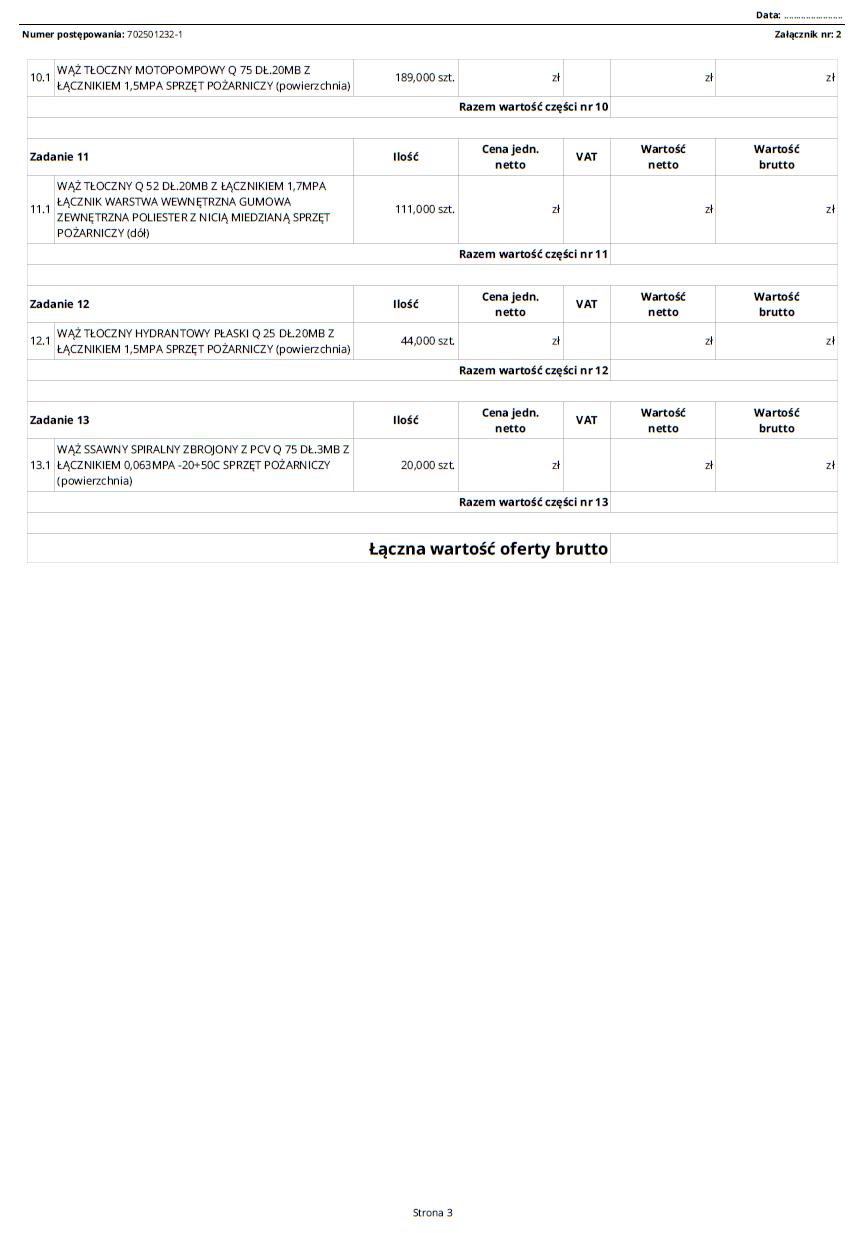 Data: ........................
Numer postępowania: 702501232-1 Załącznik nr: 2
10.1 WĄŻ TŁOCZNY MOTOPOMPOWY Q 75 DŁ.20MB Z ŁĄCZNIKIEM 1,5MPA SPRZĘT POŻARNICZY (powierzchnia) 189,000 szt. zł zł zł
Razem wartość części nr 10
Zadanie 11 Ilość Cena jedn. netto VAT Wartość netto Wartość brutto
11.1 WĄŻ TŁOCZNY Q 52 DŁ.20MB Z ŁĄCZNIKIEM 1,7MPA ŁĄCZNIK WARSTWA WEWNĘTRZNA GUMOWA ZEWNĘTRZNA POLIESTER Z NICIĄ MIEDZIANĄ SPRZĘT POŻARNICZY (dół) 111,000 szt. zł zł zł
Razem wartość części nr 11
Zadanie 12 Ilość Cena jedn. netto VAT Wartość netto Wartość brutto
12.1 WĄŻ TŁOCZNY HYDRANTOWY PŁASKI Q 25 DŁ.20MB Z ŁĄCZNIKIEM 1,5MPA SPRZĘT POŻARNICZY (powierzchnia) 44,000 szt. zł zł zł
Razem wartość części nr 12
Zadanie 13 Ilość Cena jedn. netto VAT Wartość netto Wartość brutto
13.1 WĄŻ SSAWNY SPIRALNY ZBROJONY Z PCV Q 75 DŁ.3MB Z ŁĄCZNIKIEM 0,063MPA -20+50C SPRZĘT POŻARNICZY (powierzchnia) 20,000 szt. zł zł zł
Razem wartość części nr 13
Łączna wartość oferty brutto
Strona 3